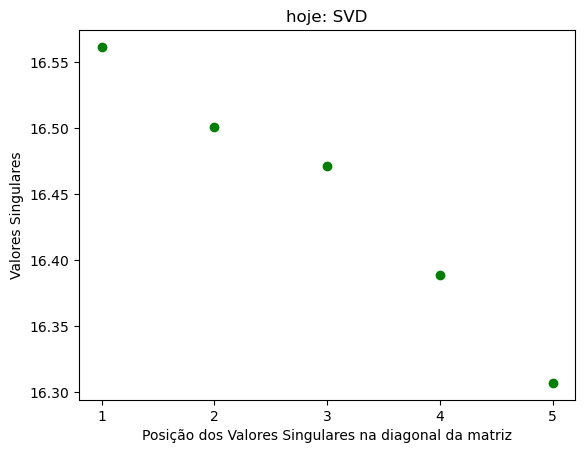 hoje: SVD
Valores Singulares
16.55
16.50
16.45
16.40
16.35
16.30
1 2 3 4 5
Posição dos Valores Singulares na diagonal da matriz